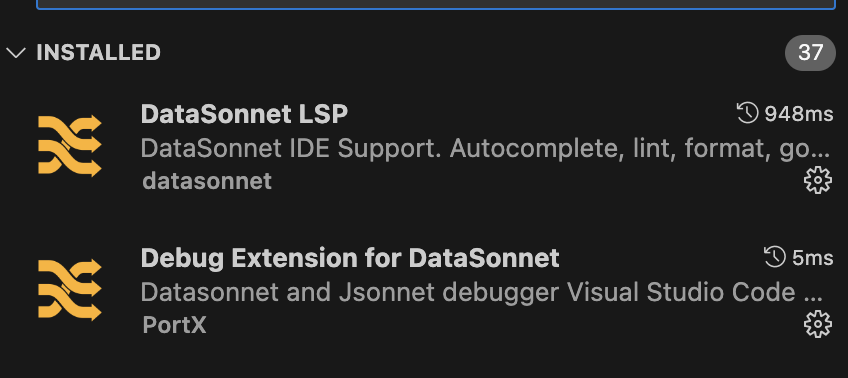 INSTALLED 37
DataSonnet LSP 948ms
DataSonnet IDE Support. Autocomplete, lint, format, go...
datasonnet
Debug Extension for DataSonnet 5ms
Datasonnet and Jsonnet debugger Visual Studio Code ...
PortX